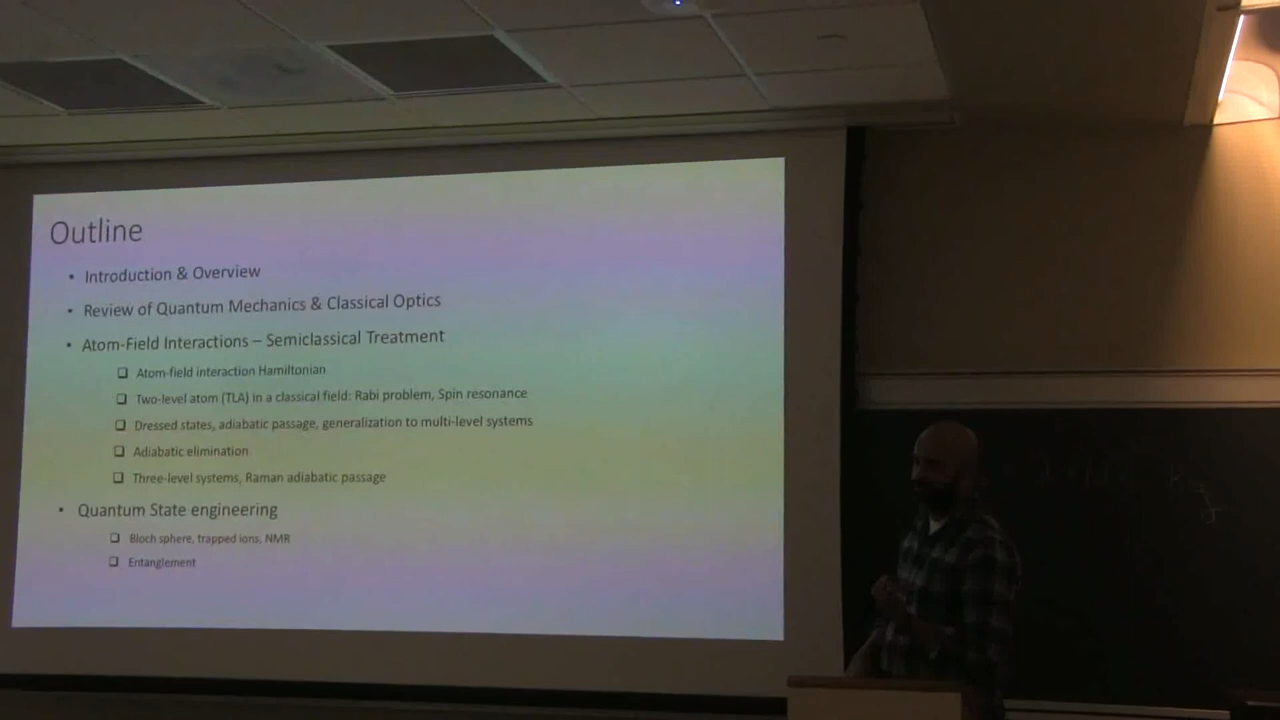 Outline
• Introduction & Overview
• Review of Quantum Mechanics & Classical Optics
• Atom-Field Interactions – Semiclassical Treatment
❑ Atom-field interaction Hamiltonian
❑ Two-level atom (TLA) in a classical field: Rabi problem, Spin resonance
❑ Dressed states, adiabatic passage, generalization to multi-level systems
❑ Adiabatic elimination
❑ Three-level systems, Raman adiabatic passage
• Quantum State engineering
❑ Bloch sphere, trapped ions, NMR
❑ Entanglement